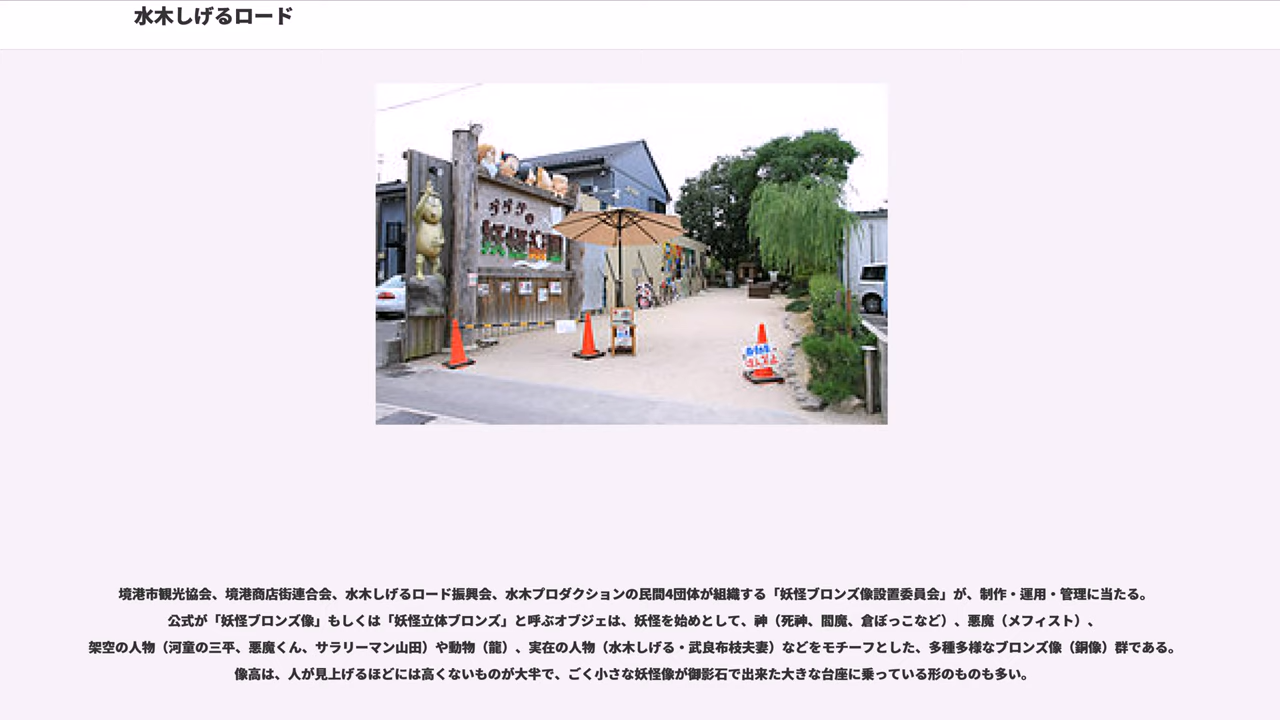 水木しげるロード
妖怪楽園
境港市観光協会、境港商店街連合会、水木しげるロード振興会、水木プロダクションの民間4団体が組織する「妖怪ブロンズ像設置委員会」が、制作・運用・管理に当たる。
公式が「妖怪ブロンズ像」もしくは「妖怪立体ブロンズ」と呼ぶオブジェは、妖怪を始めとして、神（死神、閻魔、倉ぼっこなど）、悪魔（メフィスト）、
架空の人物（河童の三平、悪魔くん、サラリーマン山田）や動物（龍）、実在の人物（水木しげる・武良布枝夫妻）などをモチーフとした、多種多様なブロンズ像（銅像）群である。
像高は、人が見上げるほどには高くないものが大半で、ごく小さな妖怪像が御影石で出来た大きな台座に乗っている形のものも多い。